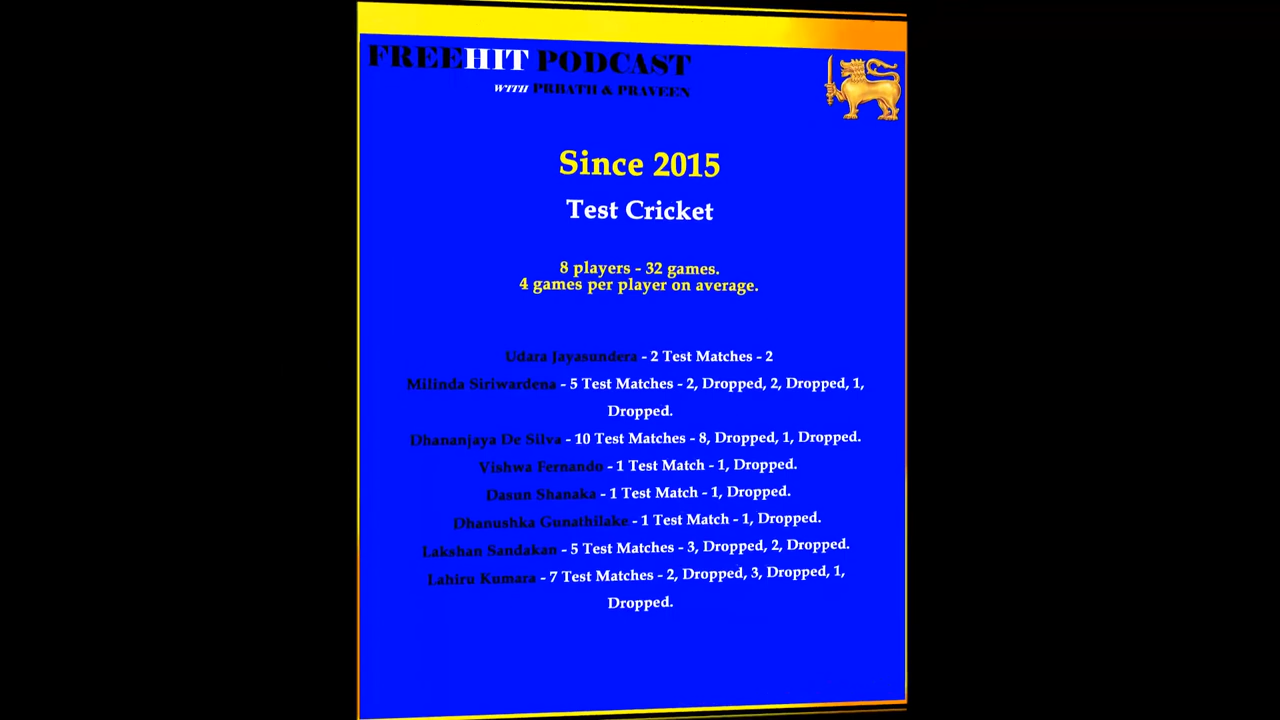 FREEHIT PODCAST
WITH PRBATH & PRAVEEN
Since 2015
Test Cricket
8 players - 32 games.
4 games per player on average.
Udara Jayasundera - 2 Test Matches - 2
Milinda Siriwardena - 5 Test Matches - 2, Dropped, 2, Dropped, 1,
Dropped.
Dhananjaya De Silva - 10 Test Matches - 8, Dropped, 1, Dropped.
Vishwa Fernando - 1 Test Match - 1, Dropped.
Dasun Shanaka - 1 Test Match - 1, Dropped.
Dhanushka Gunathilake - 1 Test Match - 1, Dropped.
Lakshan Sandakan - 5 Test Matches - 3, Dropped, 2, Dropped.
Lahiru Kumara - 7 Test Matches - 2, Dropped, 3, Dropped, 1,
Dropped.